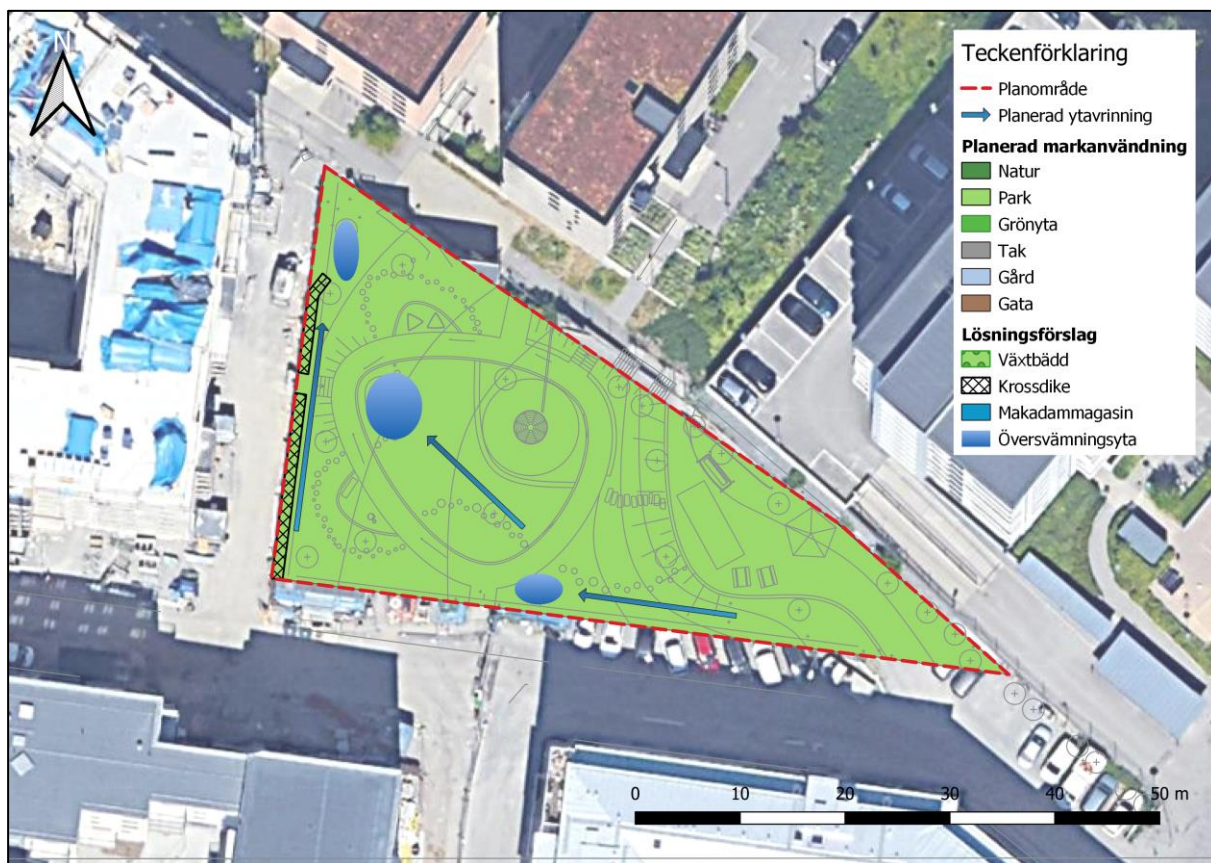 N
Teckenförklaring
Planområde
Planerad ytavrinning
Planerad markanvändning
Natur
Park
Grönyta
Tak
Gård
Gata
Lösningsförslag
Växtbädd
Krossdike
Makadammagasin
Översvämningsyta
0 10 20 30 40 50 m